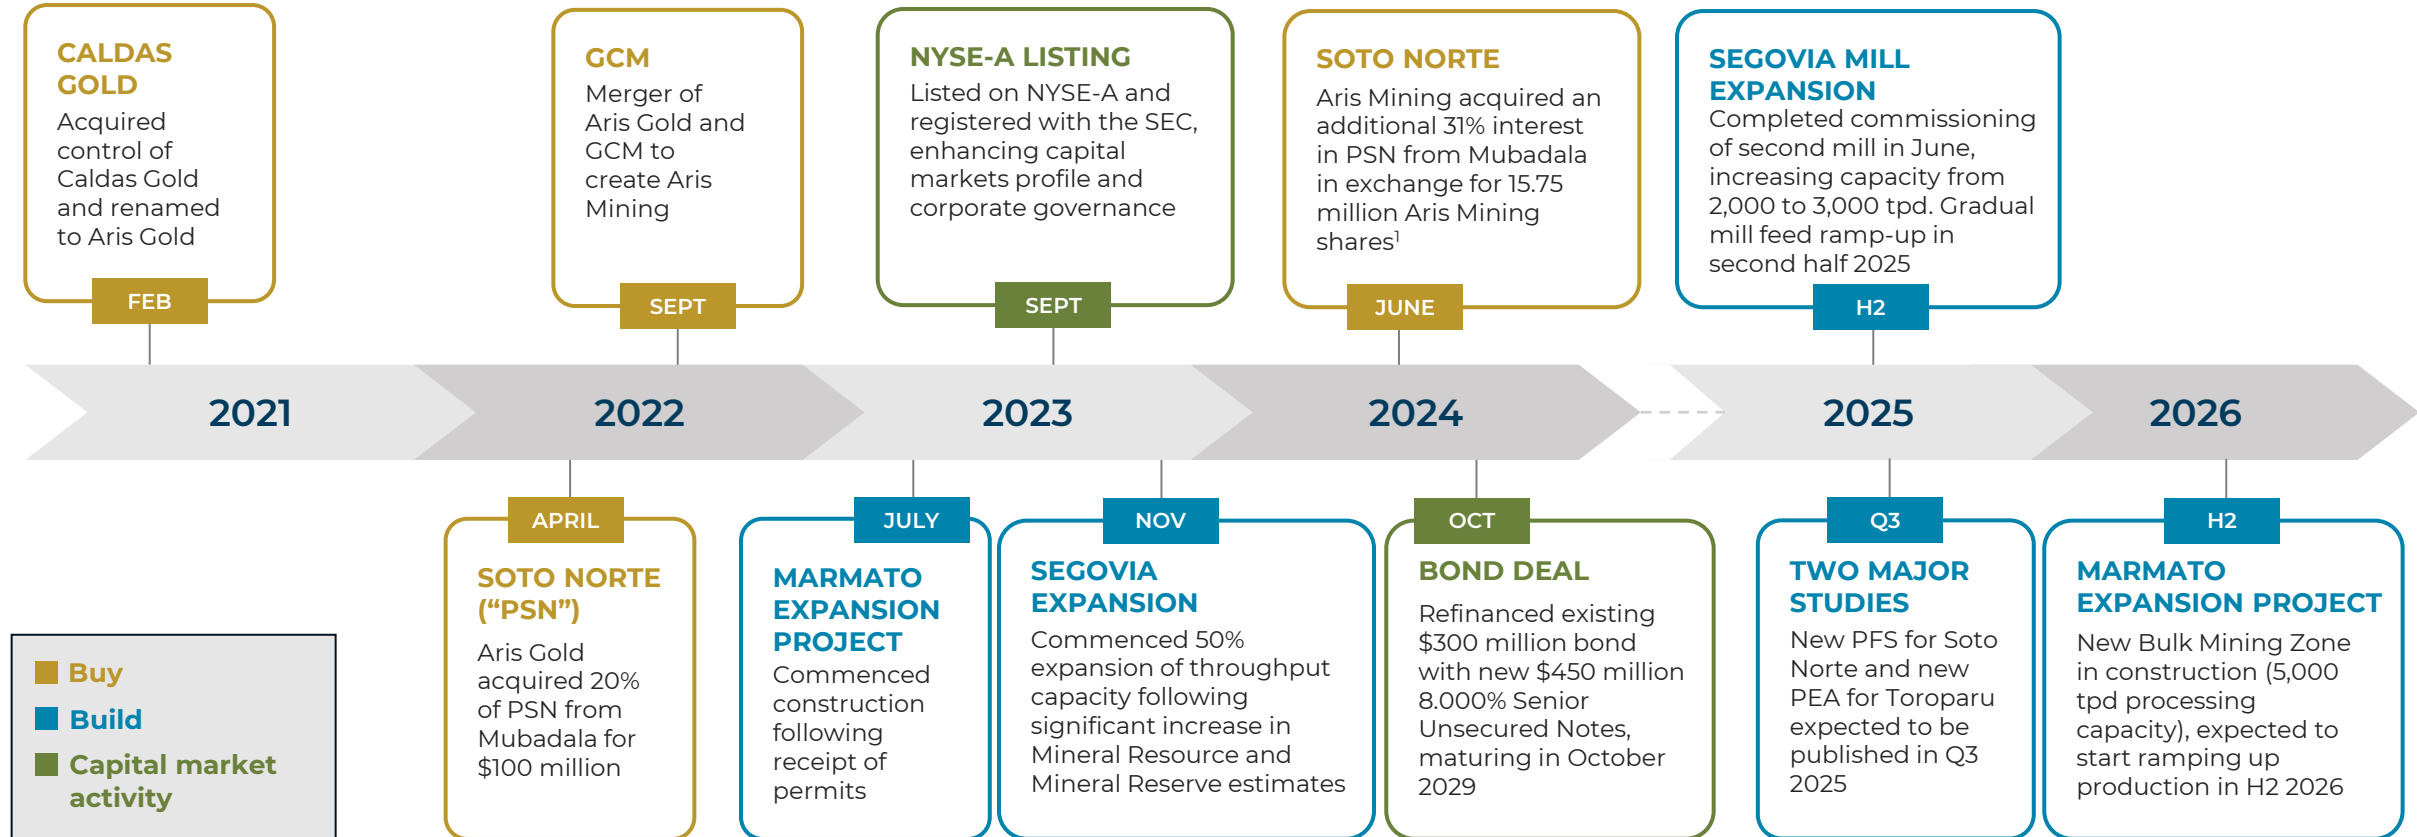 CALDAS
GOLD
Acquired
control of
Caldas Gold
and renamed
to Aris Gold
FEB
GCM
Merger of
Aris Gold and
GCM to
create Aris
Mining
SEPT
NYSE-A LISTING
Listed on NYSE-A and
registered with the SEC,
enhancing capital
markets profile and
corporate governance
SEPT
SOTO NORTE
Aris Mining acquired an
additional 31% interest
in PSN from Mubadala
in exchange for 15.75
million Aris Mining
shares¹
JUNE
SEGOVIA MILL
EXPANSION
Completed commissioning
of second mill in June,
increasing capacity from
2,000 to 3,000 tpd. Gradual
mill feed ramp-up in
second half 2025
H2
2021
2022
2023
2024
2025
2026
APRIL
SOTO NORTE
(“PSN”)
Aris Gold
acquired 20%
of PSN from
Mubadala for
$100 million
JULY
MARMATO
EXPANSION
PROJECT
Commenced
construction
following
receipt of
permits
NOV
SEGOVIA
EXPANSION
Commenced 50%
expansion of throughput
capacity following
significant increase in
Mineral Resource and
Mineral Reserve estimates
OCT
BOND DEAL
Refinanced existing
$300 million bond
with new $450 million
8.000% Senior
Unsecured Notes,
maturing in October
2029
Q3
TWO MAJOR
STUDIES
New PFS for Soto
Norte and new
PEA for Toroparu
expected to be
published in Q3
2025
H2
MARMATO
EXPANSION PROJECT
New Bulk Mining Zone
in construction (5,000
tpd processing
capacity), expected to
start ramping up
production in H2 2026
Buy
Build
Capital market
activity